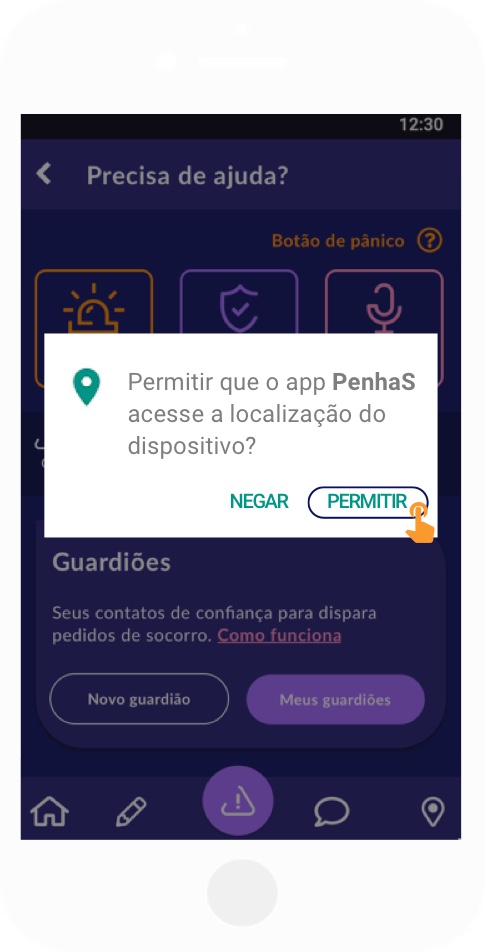 12:30
Precisa de ajuda?
Botão de pânico ?
Permitir que o app PenhaS
acesse a localização do
dispositivo?
NEGAR PERMITIR
Guardiões
Seus contatos de confiança para dispara
pedidos de socorro. Como funciona
Novo guardião Meus guardiões